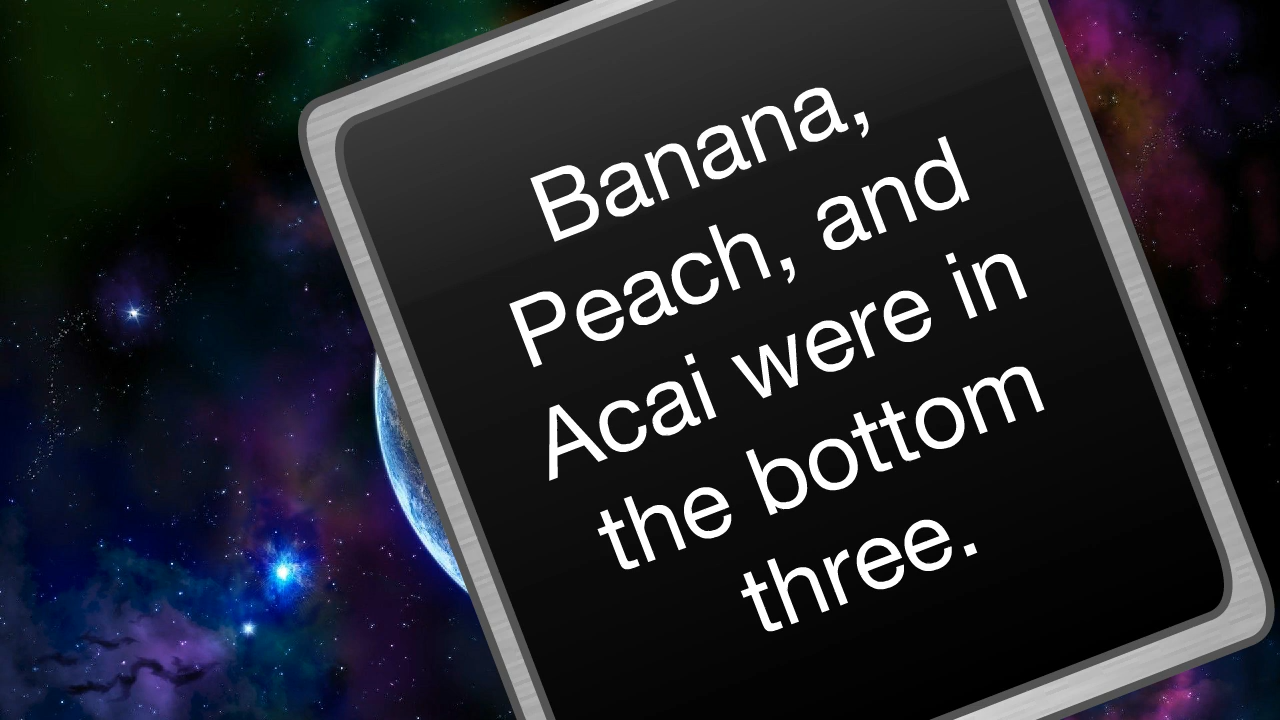 Banana,
Peach, and
Acai were in
the bottom
three.